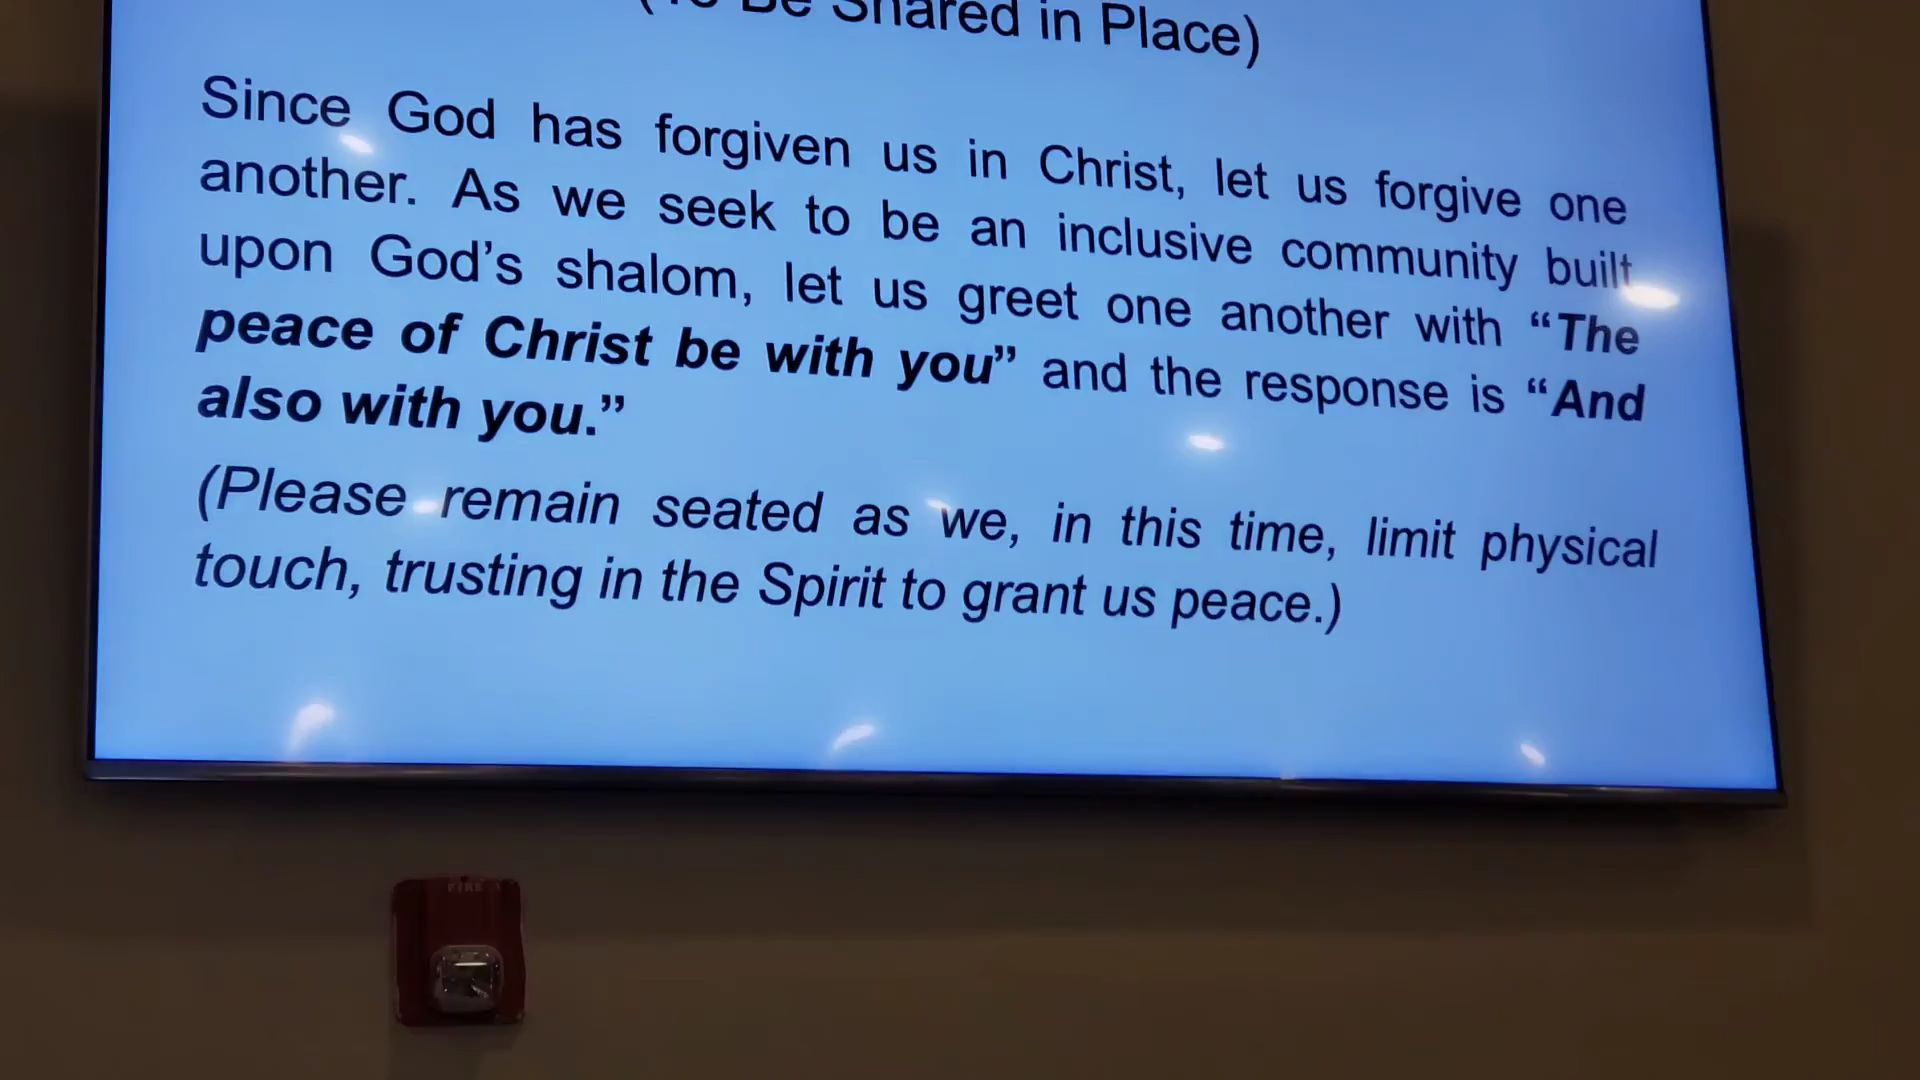 (To Be Shared in Place)
Since God has forgiven us in Christ, let us forgive one
another. As we seek to be an inclusive community built
upon God’s shalom, let us greet one another with “The
peace of Christ be with you” and the response is “And
also with you.”
(Please remain seated as we, in this time, limit physical
touch, trusting in the Spirit to grant us peace.)
FIRE